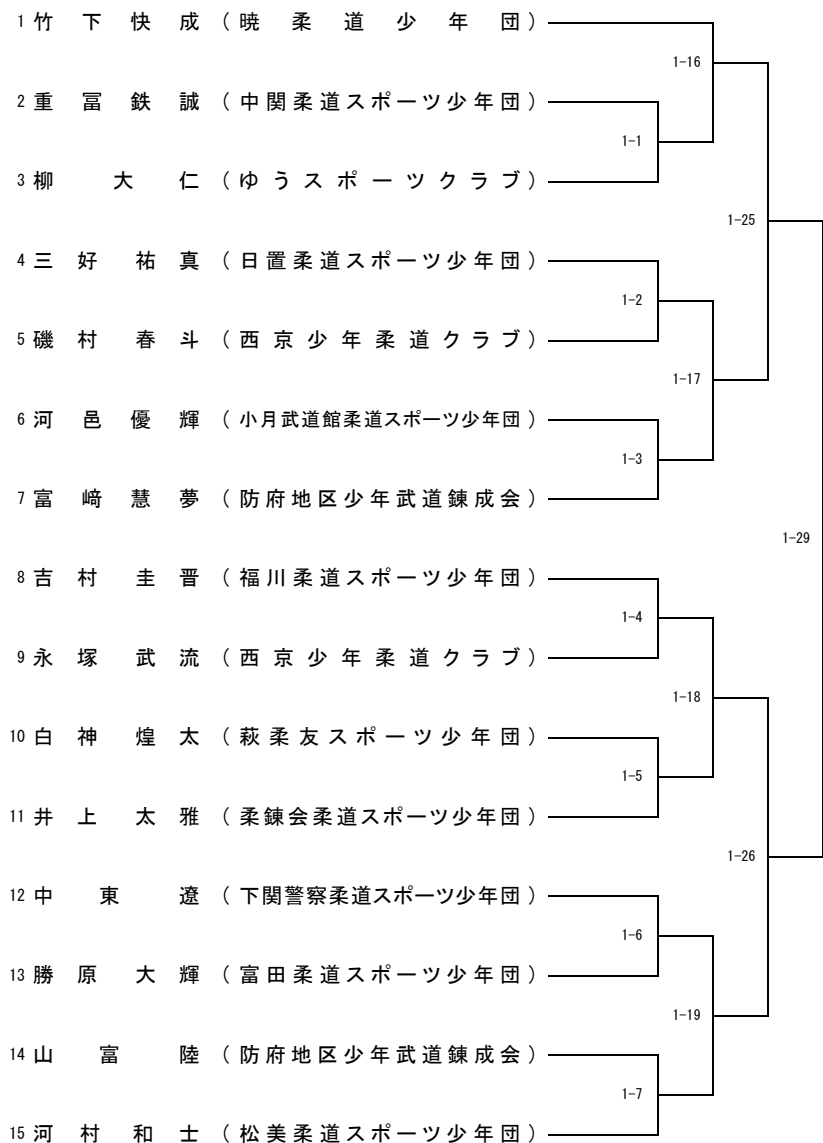 1 竹下快成（暁柔道少年団）
1-16
2 重冨鉄誠（中関柔道スポーツ少年団）
1-1
3 柳大仁（ゆうスポーツクラブ）
1-25
4 三好祐真（日置柔道スポーツ少年団）
1-2
5 磯村春斗（西京少年柔道クラブ）
1-17
6 河邑優輝（小月武道館柔道スポーツ少年団）
1-3
7 富﨑慧夢（防府地区少年武道錬成会）
1-29
8 吉村圭晋（福川柔道スポーツ少年団）
1-4
9 永塚武流（西京少年柔道クラブ）
1-18
10 白神煌太（萩柔友スポーツ少年団）
1-5
11 井上太雅（柔錬会柔道スポーツ少年団）
1-26
12 中東遼（下関警察柔道スポーツ少年団）
1-6
13 勝原大輝（富田柔道スポーツ少年団）
1-19
14 山富陸（防府地区少年武道錬成会）
1-7
15 河村和士（松美柔道スポーツ少年団）